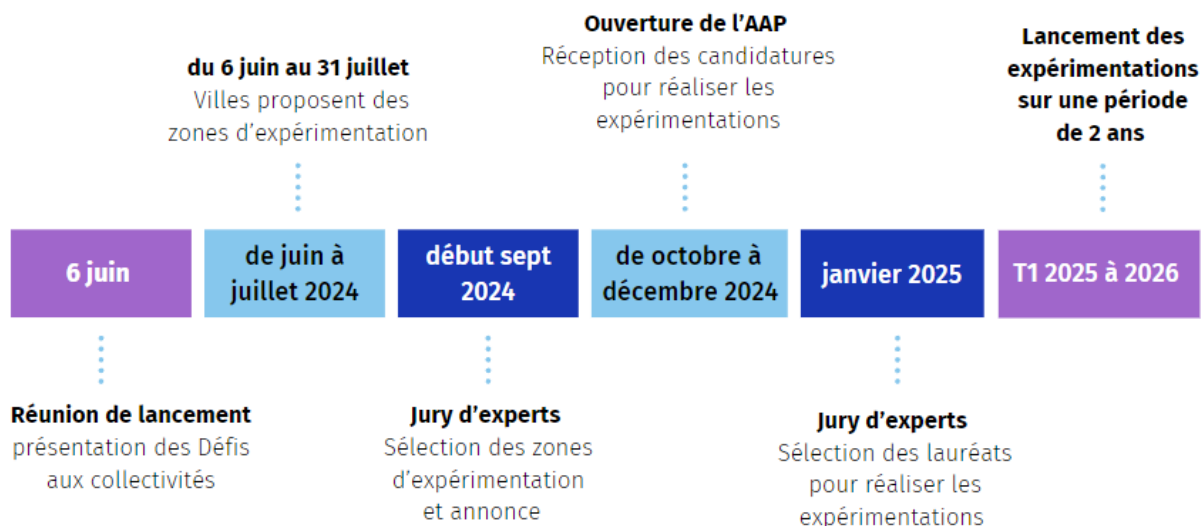 du 6 juin au 31 juillet
Villes proposent des
zones d'expérimentation
Ouverture de l'AAP
Réception des candidatures
pour réaliser les
expérimentations
Lancement des
expérimentations
sur une période
de 2 ans
6 juin
de juin à
juillet 2024
début sept
2024
de octobre à
décembre 2024
janvier 2025
T1 2025 à 2026
Réunion de lancement
présentation des Défis
aux collectivités
Jury d'experts
Sélection des zones
d'expérimentation
et annonce
Jury d'experts
Sélection des lauréats
pour réaliser les
expérimentations